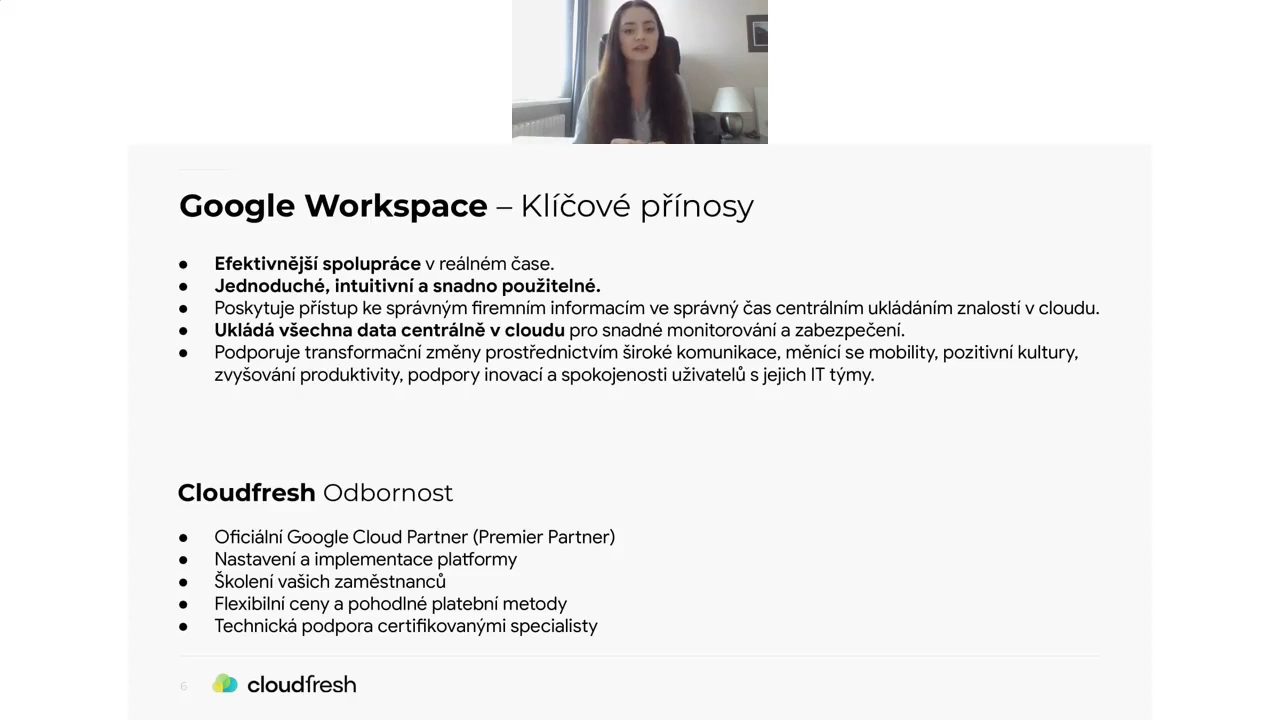 Google Workspace – Klíčové přínosy
● Efektivnější spolupráce v reálném čase.
● Jednoduché, intuitivní a snadno použitelné.
● Poskytuje přístup ke správným firemním informacím ve správný čas centrálním ukládáním znalostí v cloudu.
● Ukládá všechna data centrálně v cloudu pro snadné monitorování a zabezpečení.
● Podporuje transformační změny prostřednictvím široké komunikace, měnící se mobility, pozitivní kultury,
zvyšování produktivity, podpory inovací a spokojenosti uživatelů s jejich IT týmy.
Cloudfresh Odbornost
● Oficiální Google Cloud Partner (Premier Partner)
● Nastavení a implementace platformy
● Školení vašich zaměstnanců
● Flexibilní ceny a pohodlné platební metody
● Technická podpora certifikovanými specialisty
6 cloudfresh